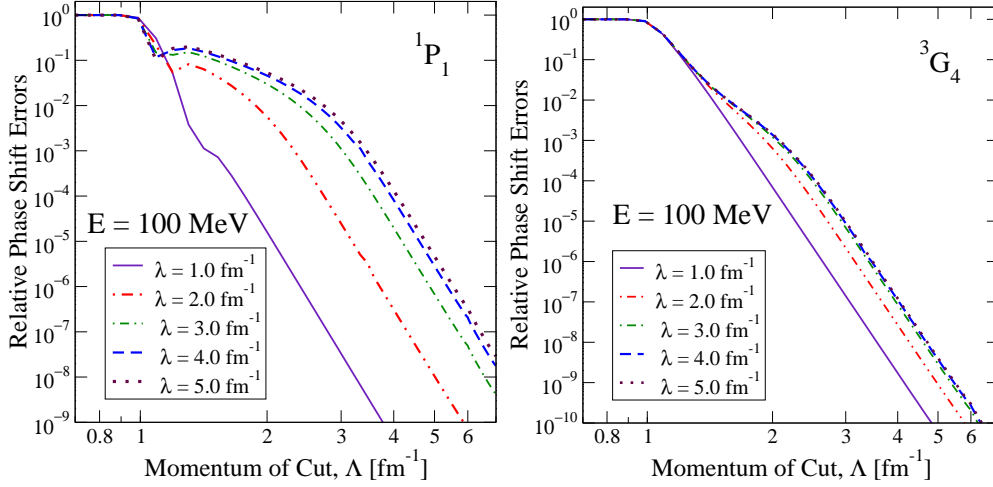 10⁰
10⁻¹
10⁻²
10⁻³
10⁻⁴
10⁻⁵
10⁻⁶
10⁻⁷
10⁻⁸
10⁻⁹
Relative Phase Shift Errors
¹P₁
E = 100 MeV
λ = 1.0 fm⁻¹
λ = 2.0 fm⁻¹
λ = 3.0 fm⁻¹
λ = 4.0 fm⁻¹
λ = 5.0 fm⁻¹
0.8 1 2 3 4 5 6
Momentum of Cut, Λ [fm⁻¹]
10⁰
10⁻¹
10⁻²
10⁻³
10⁻⁴
10⁻⁵
10⁻⁶
10⁻⁷
10⁻⁸
10⁻⁹
10⁻¹⁰
Relative Phase Shift Errors
³G₄
E = 100 MeV
λ = 1.0 fm⁻¹
λ = 2.0 fm⁻¹
λ = 3.0 fm⁻¹
λ = 4.0 fm⁻¹
λ = 5.0 fm⁻¹
0.8 1 2 3 4 5 6
Momentum of Cut, Λ [fm⁻¹]